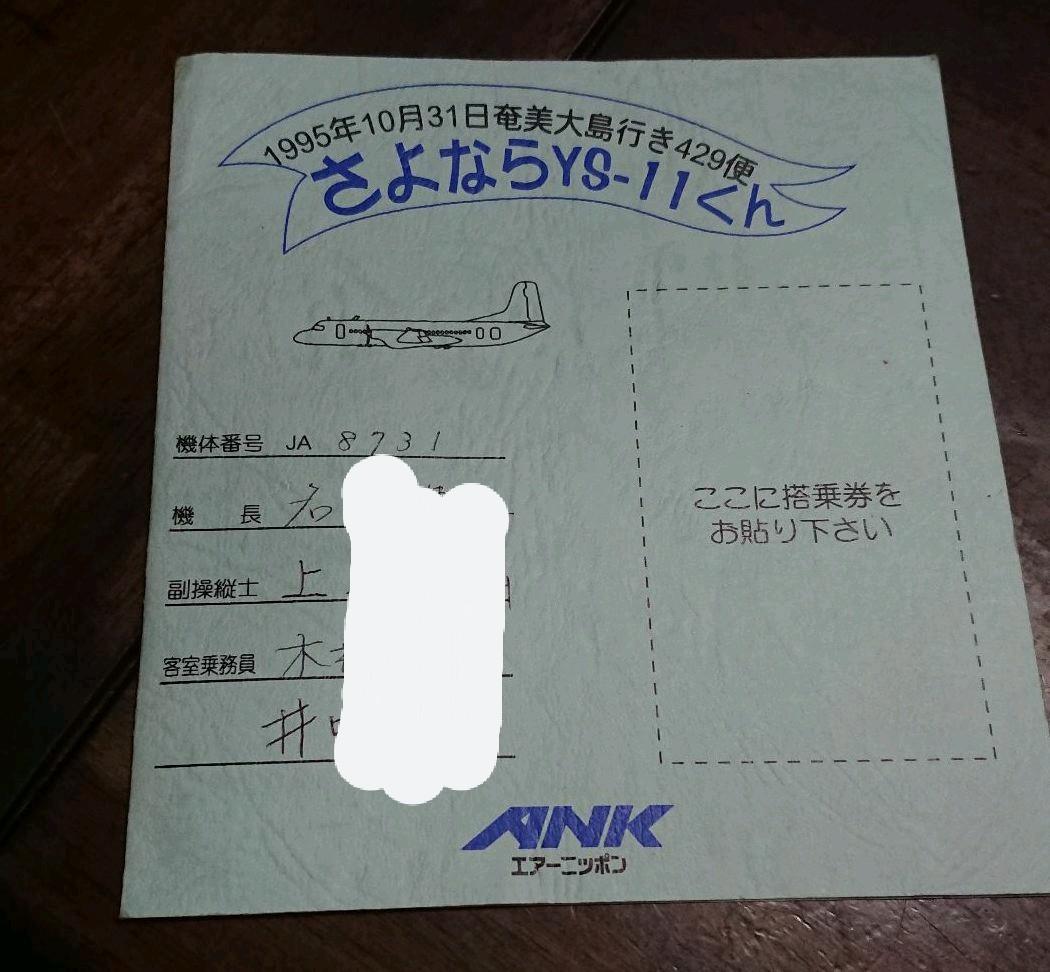 1995年10月31日奄美大島行き429便
さよならYS-11くん
機体番号 JA 8731
機 長 名
副操縦士 上
客室乗務員 木
井
ここに搭乗券を
お貼り下さい
ANK
エアーニッポン